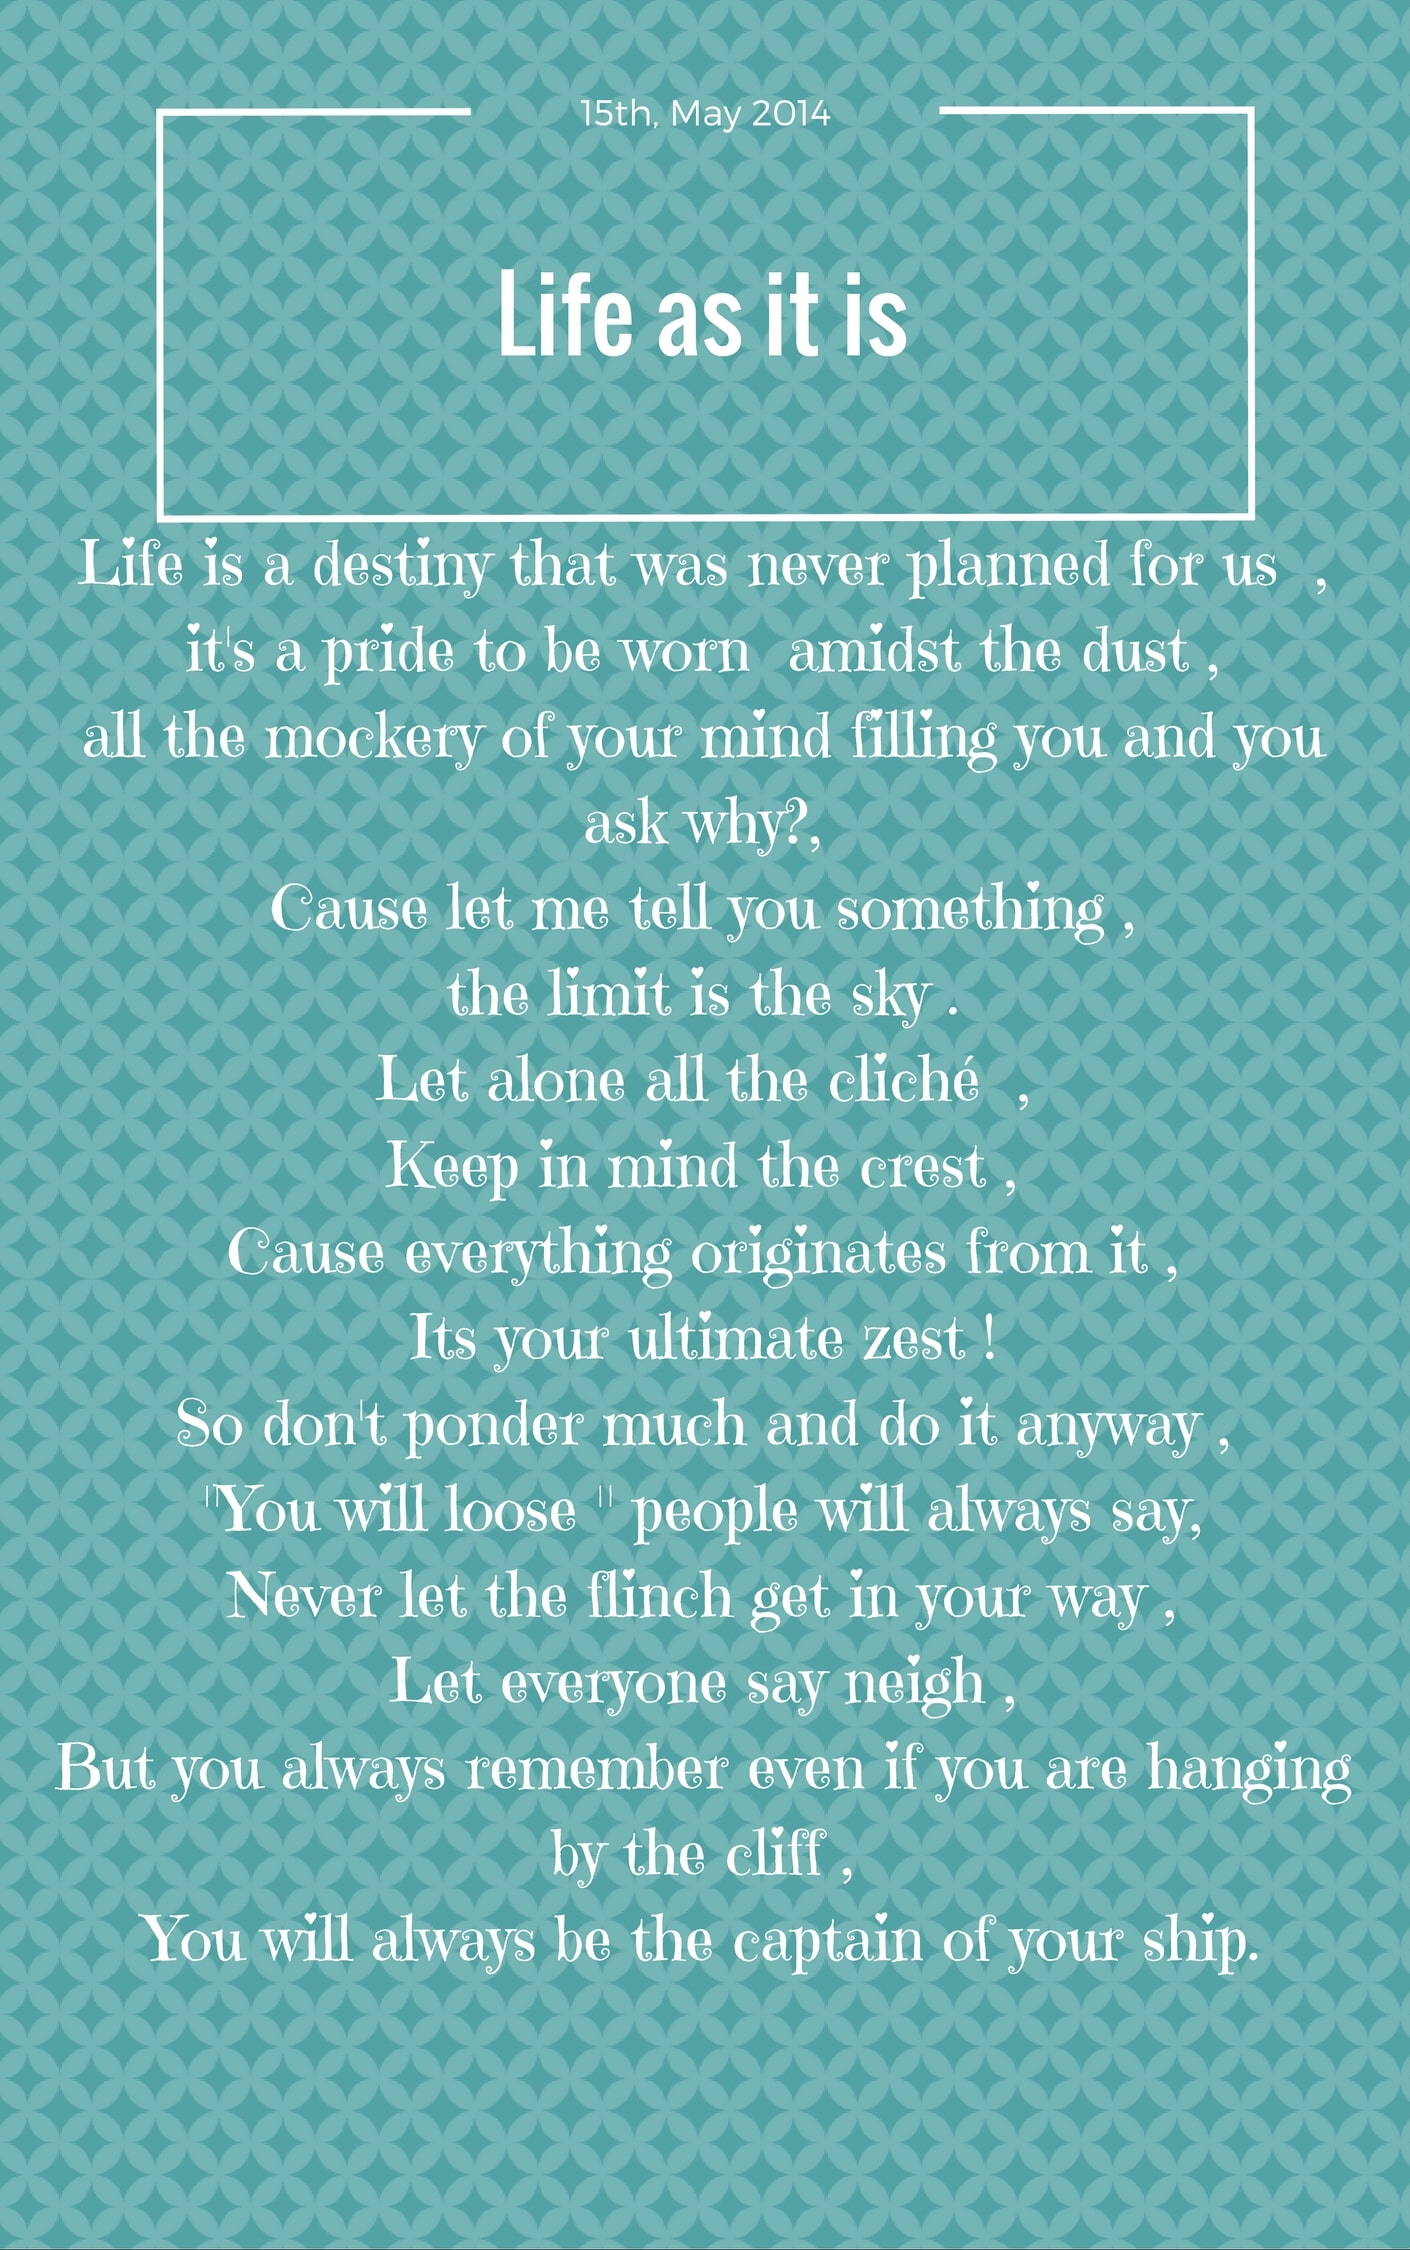 15th, May 2014
Life as it is
Life is a destiny that was never planned for us  ,
it's a pride to be worn  amidst the dust ,
all the mockery of your mind filling you and you
ask why?,
Cause let me tell you something ,
the limit is the sky .
Let alone all the cliché  ,
Keep in mind the crest ,
Cause everything originates from it ,
Its your ultimate zest !
So don't ponder much and do it anyway ,
"You will loose " people will always say,
Never let the flinch get in your way ,
Let everyone say neigh ,
But you always remember even if you are hanging
by the cliff ,
You will always be the captain of your ship.